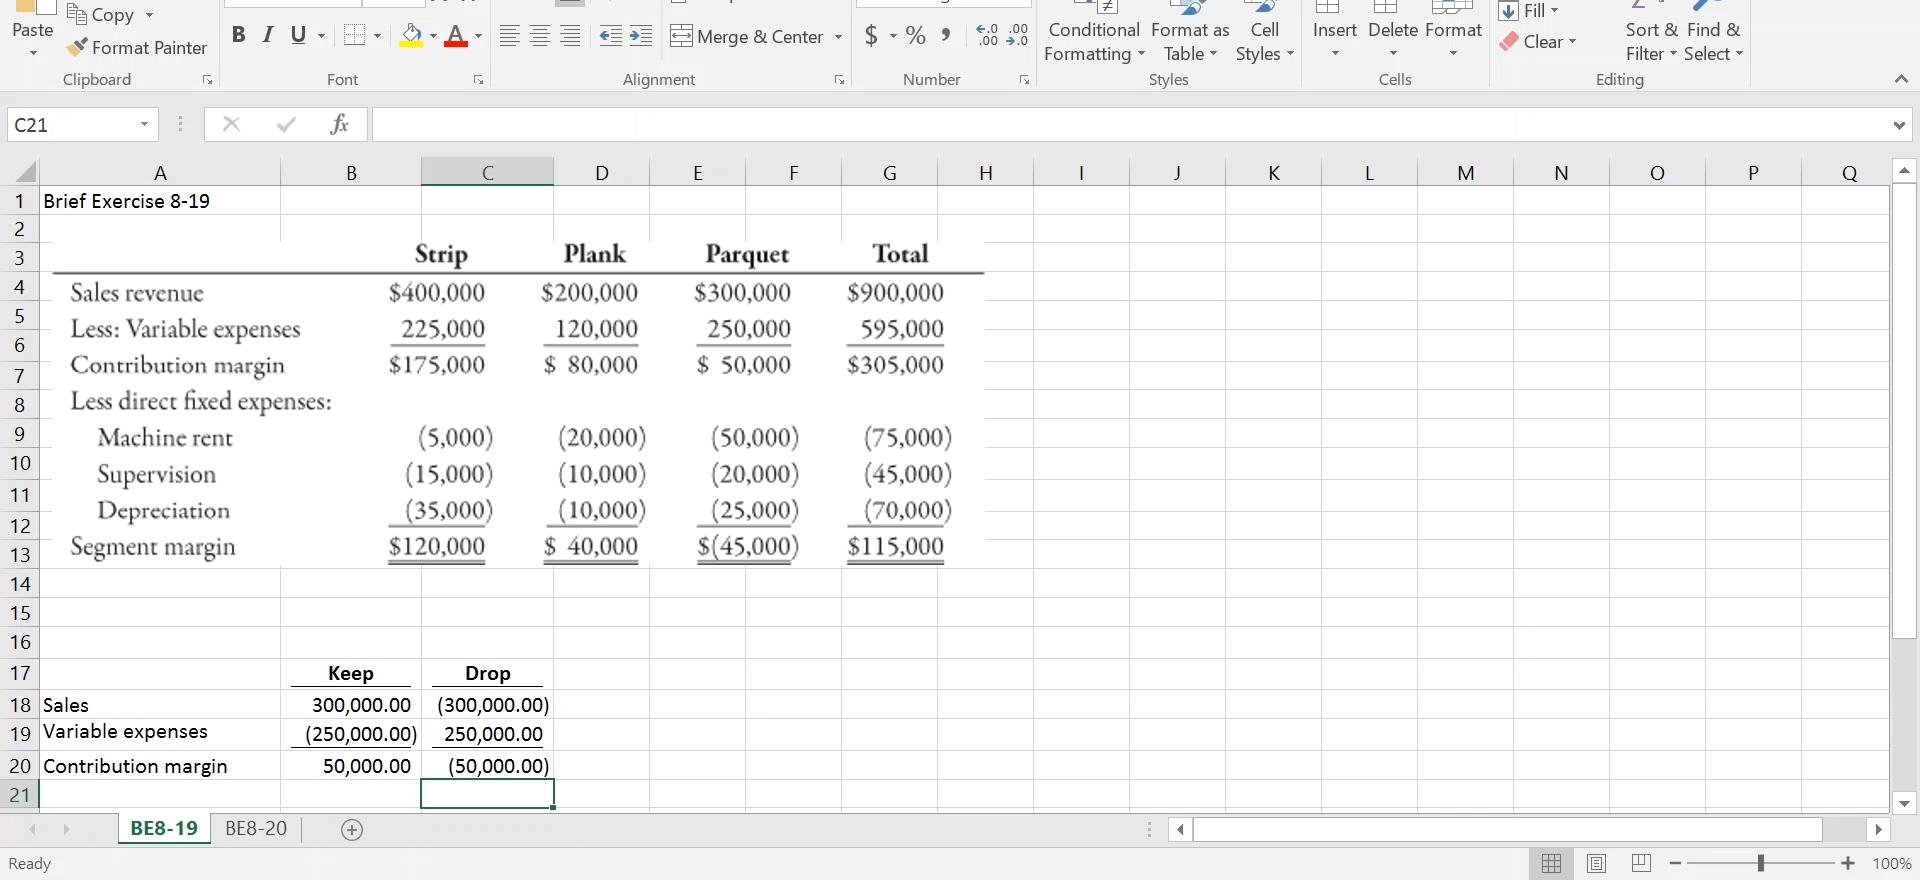 Paste
Copy
Format Painter
B I U A
Merge & Center
$ % ,
Conditional Formatting
Format as Table
Cell Styles
Insert Delete Format
Fill
Clear
Sort & Filter
Find & Select
Clipboard Font Alignment Number Styles Cells Editing
C21 fx
A B C D E F G H I J K L M N O P Q
1 Brief Exercise 8-19
2
3 Strip Plank Parquet Total
4 Sales revenue $400,000 $200,000 $300,000 $900,000
5 Less: Variable expenses 225,000 120,000 250,000 595,000
6
7 Contribution margin $175,000 $ 80,000 $ 50,000 $305,000
8 Less direct fixed expenses:
9 Machine rent (5,000) (20,000) (50,000) (75,000)
10 Supervision (15,000) (10,000) (20,000) (45,000)
11
12 Depreciation (35,000) (10,000) (25,000) (70,000)
13 Segment margin $120,000 $ 40,000 $(45,000) $115,000
14
15
16
17 Keep Drop
18 Sales 300,000.00 (300,000.00)
19 Variable expenses (250,000.00) 250,000.00
20 Contribution margin 50,000.00 (50,000.00)
21
BE8-19 BE8-20
Ready 100%